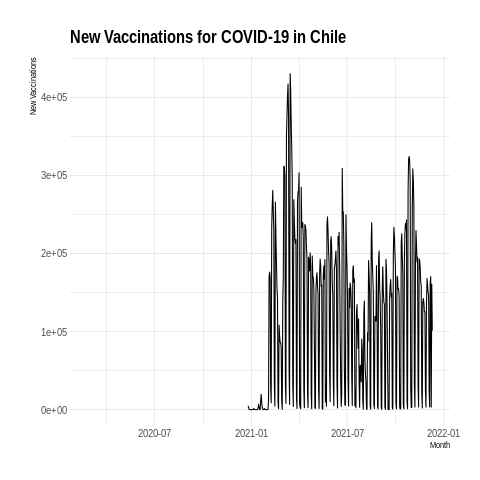 New Vaccinations for COVID-19 in Chile
New Vaccinations
4e+05
3e+05
2e+05
1e+05
0e+00
2020-07
2021-01
2021-07
2022-01
Month